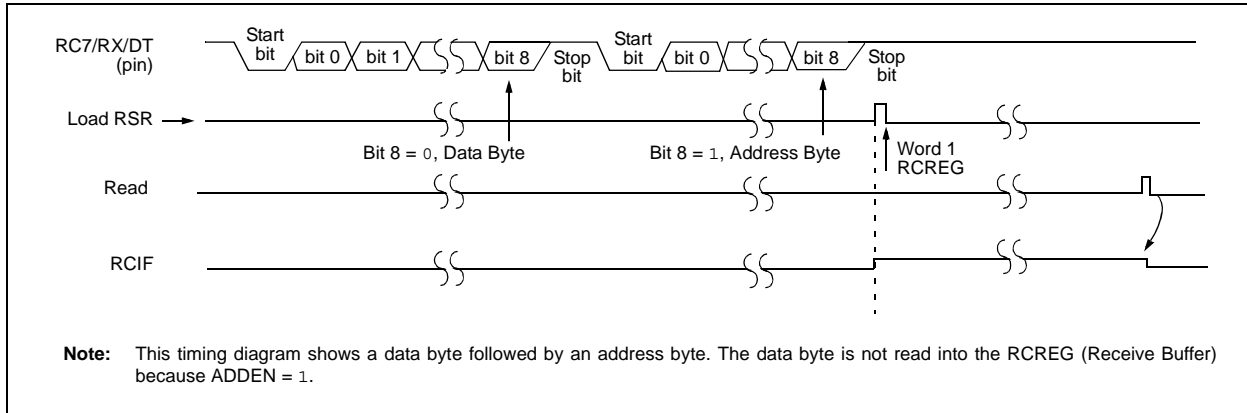 RC7/RX/DT
(pin)
Start
bit
bit 0
bit 1
bit 8
Stop
bit
Start
bit
bit 0
bit 8
Stop
bit
Load RSR
Bit 8 = 0, Data Byte
Bit 8 = 1, Address Byte
Word 1
RCREG
Read
RCIF
Note: This timing diagram shows a data byte followed by an address byte. The data byte is not read into the RCREG (Receive Buffer)
because ADDEN = 1.